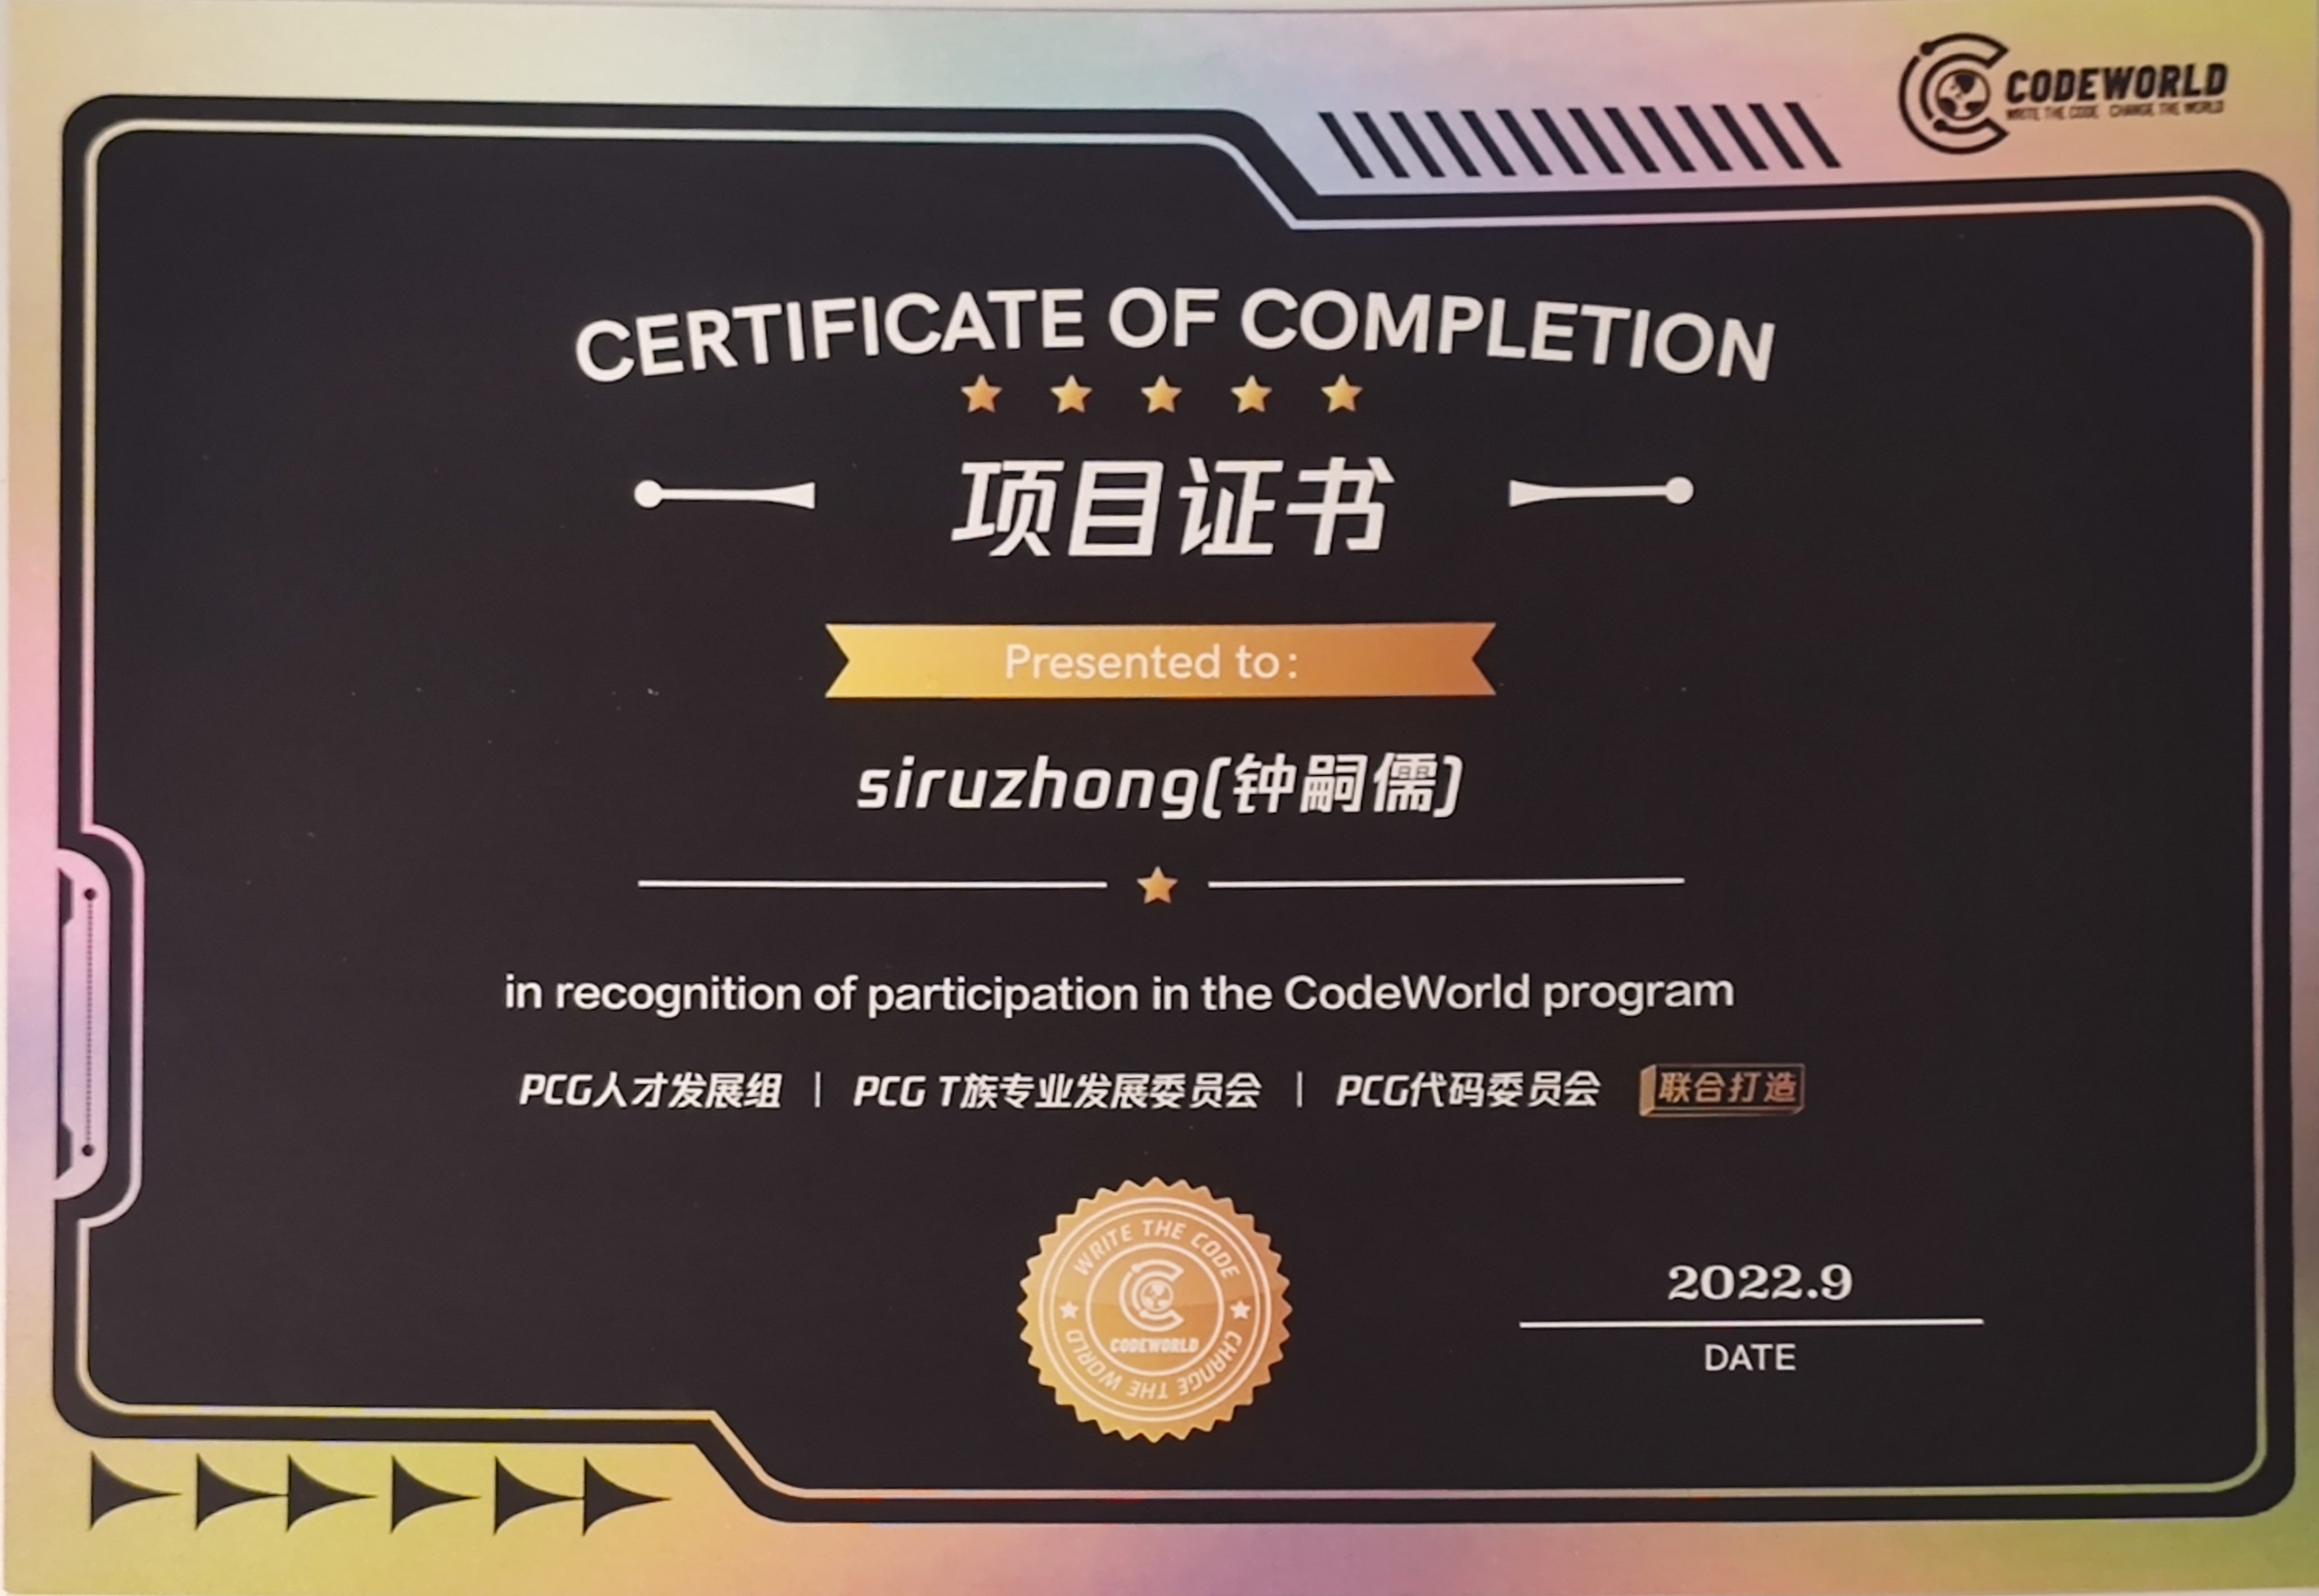 CODEWORLD
WRITE THE CODE CHANGE THE WORLD
CERTIFICATE OF COMPLETION
项目证书
Presented to:
siruzhong(钟嗣儒)
in recognition of participation in the CodeWorld program
PCG人才发展组 | PCG T族专业发展委员会 | PCG代码委员会 联合打造
WRITE THE CODE
CODEWORLD
CHANGE THE WORLD
2022.9
DATE